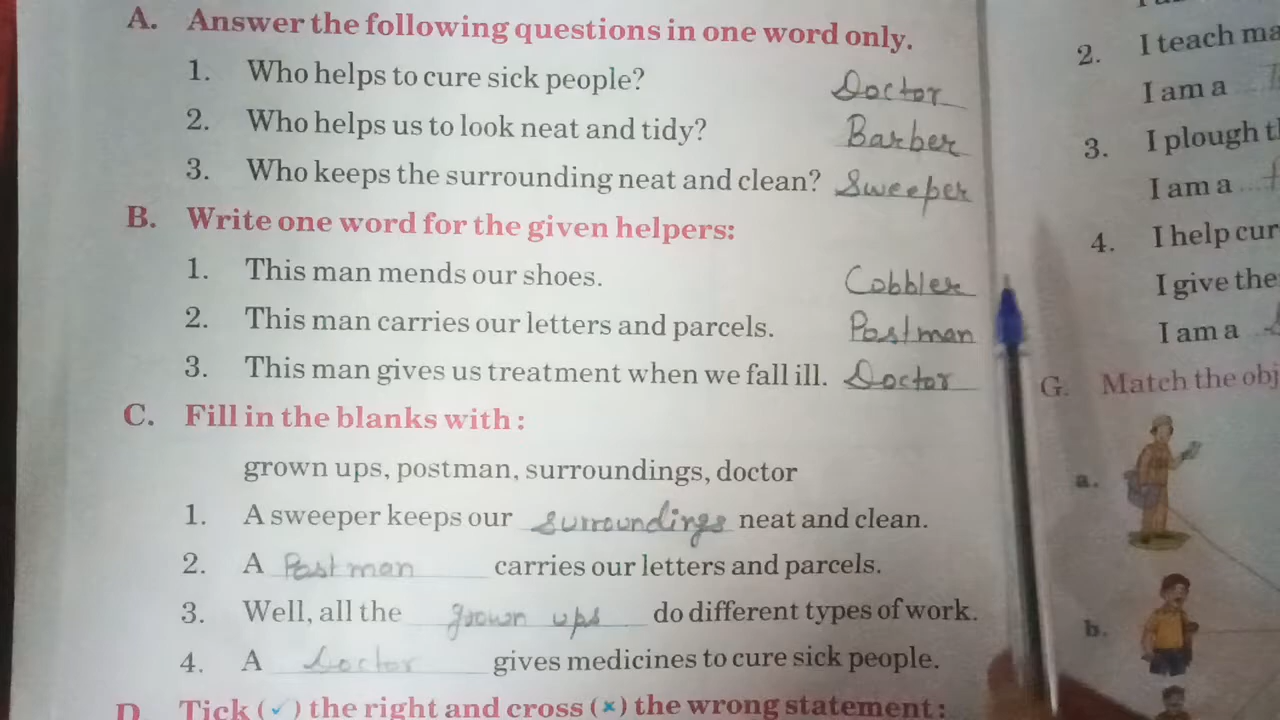 A. Answer the following questions in one word only.
1. Who helps to cure sick people? Doctor
2. Who helps us to look neat and tidy? Barber
3. Who keeps the surrounding neat and clean? Sweeper
B. Write one word for the given helpers:
1. This man mends our shoes. Cobbler
2. This man carries our letters and parcels. Postman
3. This man gives us treatment when we fall ill. Doctor
C. Fill in the blanks with :
grown ups, postman, surroundings, doctor
1. A sweeper keeps our surroundings neat and clean.
2. A Postman carries our letters and parcels.
3. Well, all the grown ups do different types of work.
4. A Doctor gives medicines to cure sick people.
D. Tick (✓) the right and cross (×) the wrong statement:
2. I teach
I am a
3. I plough
I am a
4. I help
I give the
I am a
G. Match the
a.
b.